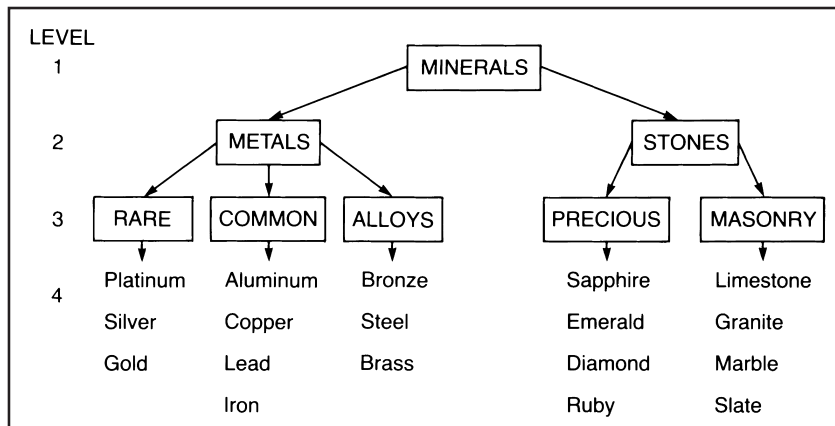 LEVEL
1 MINERALS
2 METALS STONES
3 RARE COMMON ALLOYS PRECIOUS MASONRY
Platinum Aluminum Bronze Sapphire Limestone
4
Silver Copper Steel Emerald Granite
Gold Lead Brass Diamond Marble
Iron Ruby Slate